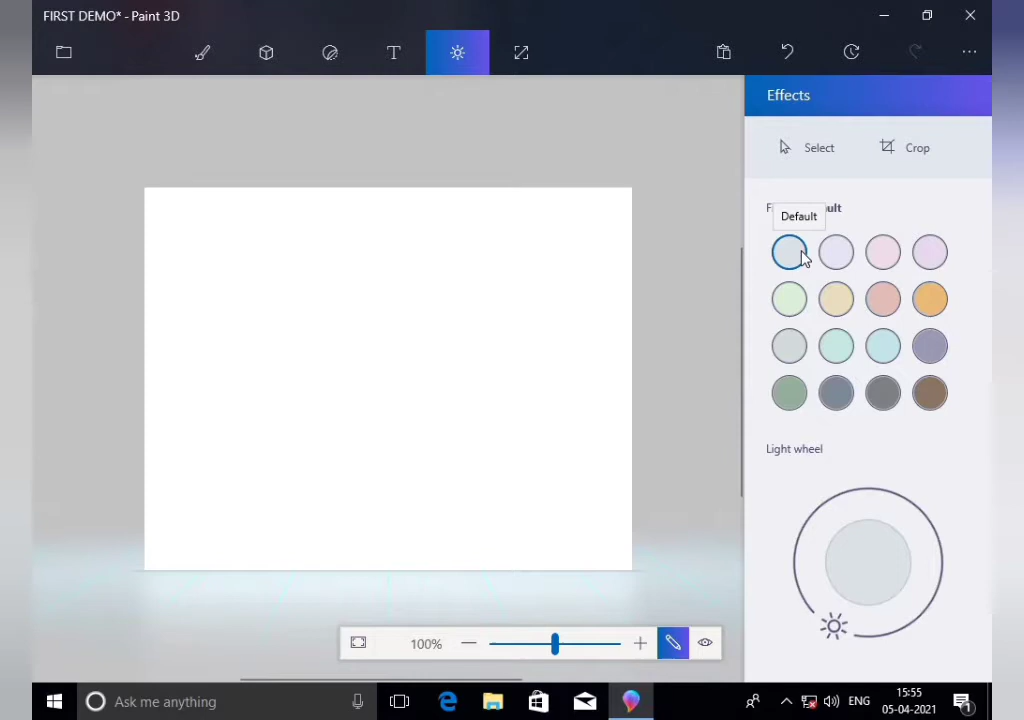 FIRST DEMO* - Paint 3D
Effects
Select
Crop
Default
Light wheel
100%
Ask me anything
ENG
15:55
05-04-2021
1